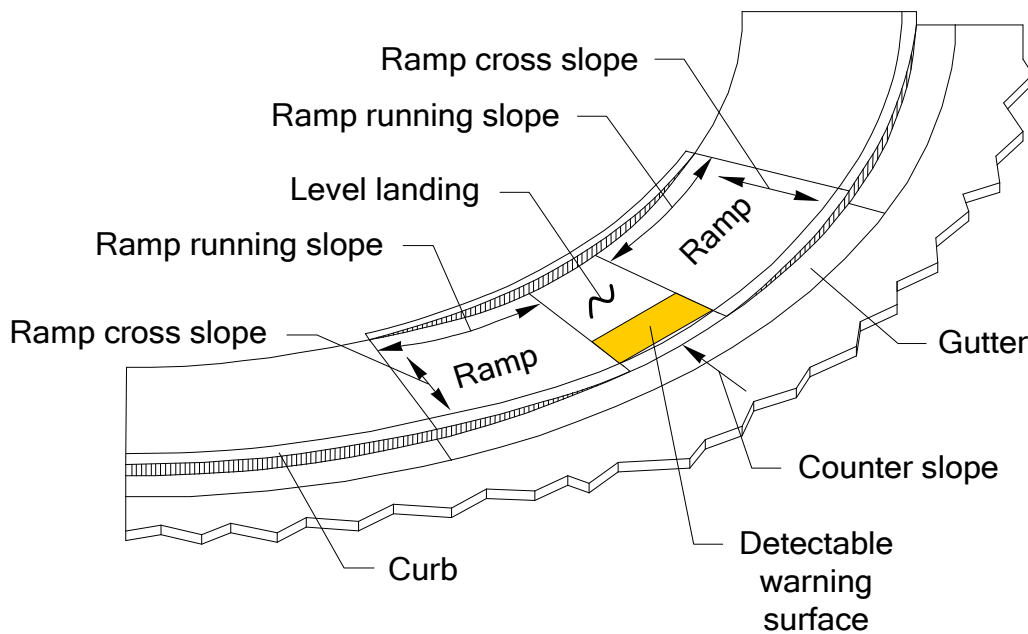 Ramp cross slope
Ramp running slope
Level landing
Ramp running slope
Ramp cross slope
Ramp
Ramp
Gutter
Counter slope
Curb
Detectable
warning
surface